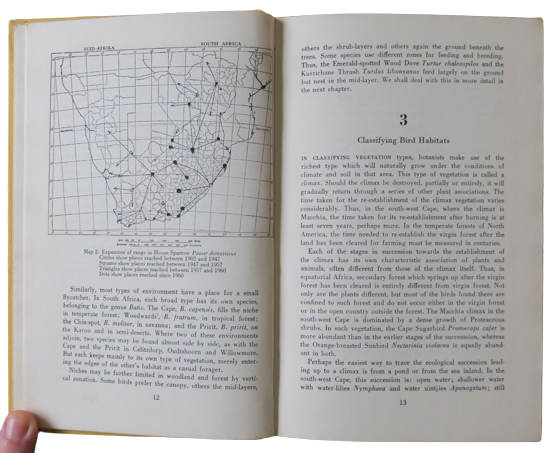 SUID-AFRIKA SOUTH AFRICA
Map 2. Expansion of range in House Sparrow Passer domesticus
Circles show places reached between 1902 and 1947
Squares show places reached between 1947 and 1957
Triangles show places reached between 1957 and 1960
Dots show places reached since 1960
Similarly, most types of environment have a place for a small
flycatcher. In South Africa, each broad type has its own species,
belonging to the genus Batis. The Cape, B. capensis, fills the niche
in temperate forest; Woodwards', B. fratrum, in tropical forest;
the Chin-spot, B. molitor, in savanna; and the Pririt, B. pririt, on
the Karoo and in semi-deserts. Where two of these environments
adjoin, two species may be found almost side by side, as with the
Cape and the Pririt in Calitzdorp, Oudtshoorn and Willowmore.
But each keeps mainly to its own type of vegetation, merely enter-
ing the edges of the other's habitat as a casual forager.
Niches may be further limited in woodland and forest by verti-
cal zonation. Some birds prefer the canopy, others the mid-layers,
12
others the shrub-layers and others again the ground beneath the
trees. Some species use different zones for feeding and breeding.
Thus, the Emerald-spotted Wood Dove Turtur chalcospilos and the
Kurrichane Thrush Turdus libonyanus feed largely on the ground
but nest in the mid-layer. We shall deal with this in more detail in
the next chapter.
3
Classifying Bird Habitats
IN CLASSIFYING VEGETATION types, botanists make use of the
richest type which will naturally grow under the conditions of
climate and soil in that area. This type of vegetation is called a
climax. Should the climax be destroyed, partially or entirely, it will
gradually return through a series of other plant associations. The
time taken for the re-establishment of the climax vegetation varies
considerably. Thus, in the south-west Cape, where the climax is
Macchia, the time taken for its re-establishment after burning is at
least seven years, perhaps more. In the temperate forests of North
America, the time needed to re-establish the virgin forest after the
land has been cleared for farming must be measured in centuries.
Each of the stages in succession towards the establishment of
the climax has its own characteristic association of plants and
animals, often different from those of the climax itself. Thus, in
equatorial Africa, secondary forest which springs up after the virgin
forest has been cleared is entirely different from virgin forest. Not
only are the plants different, but most of the birds found there are
confined to such forest and do not occur either in the virgin forest
or in the open country outside the forest. The Macchia climax in the
south-west Cape is dominated by a dense growth of Proteaceous
shrubs. In such vegetation, the Cape Sugarbird Promerops cafer is
more abundant than in the earlier stages of the succession, whereas
the Orange-breasted Sunbird Nectarinia violacea is equally abund-
ant in both.
Perhaps the easiest way to trace the ecological succession lead-
ing up to a climax is from a pond or from the sea inland. In the
south-west Cape, this succession is: open water; shallower water
with water-lilies Nymphaea and water uintjies Aponogetum; still
13